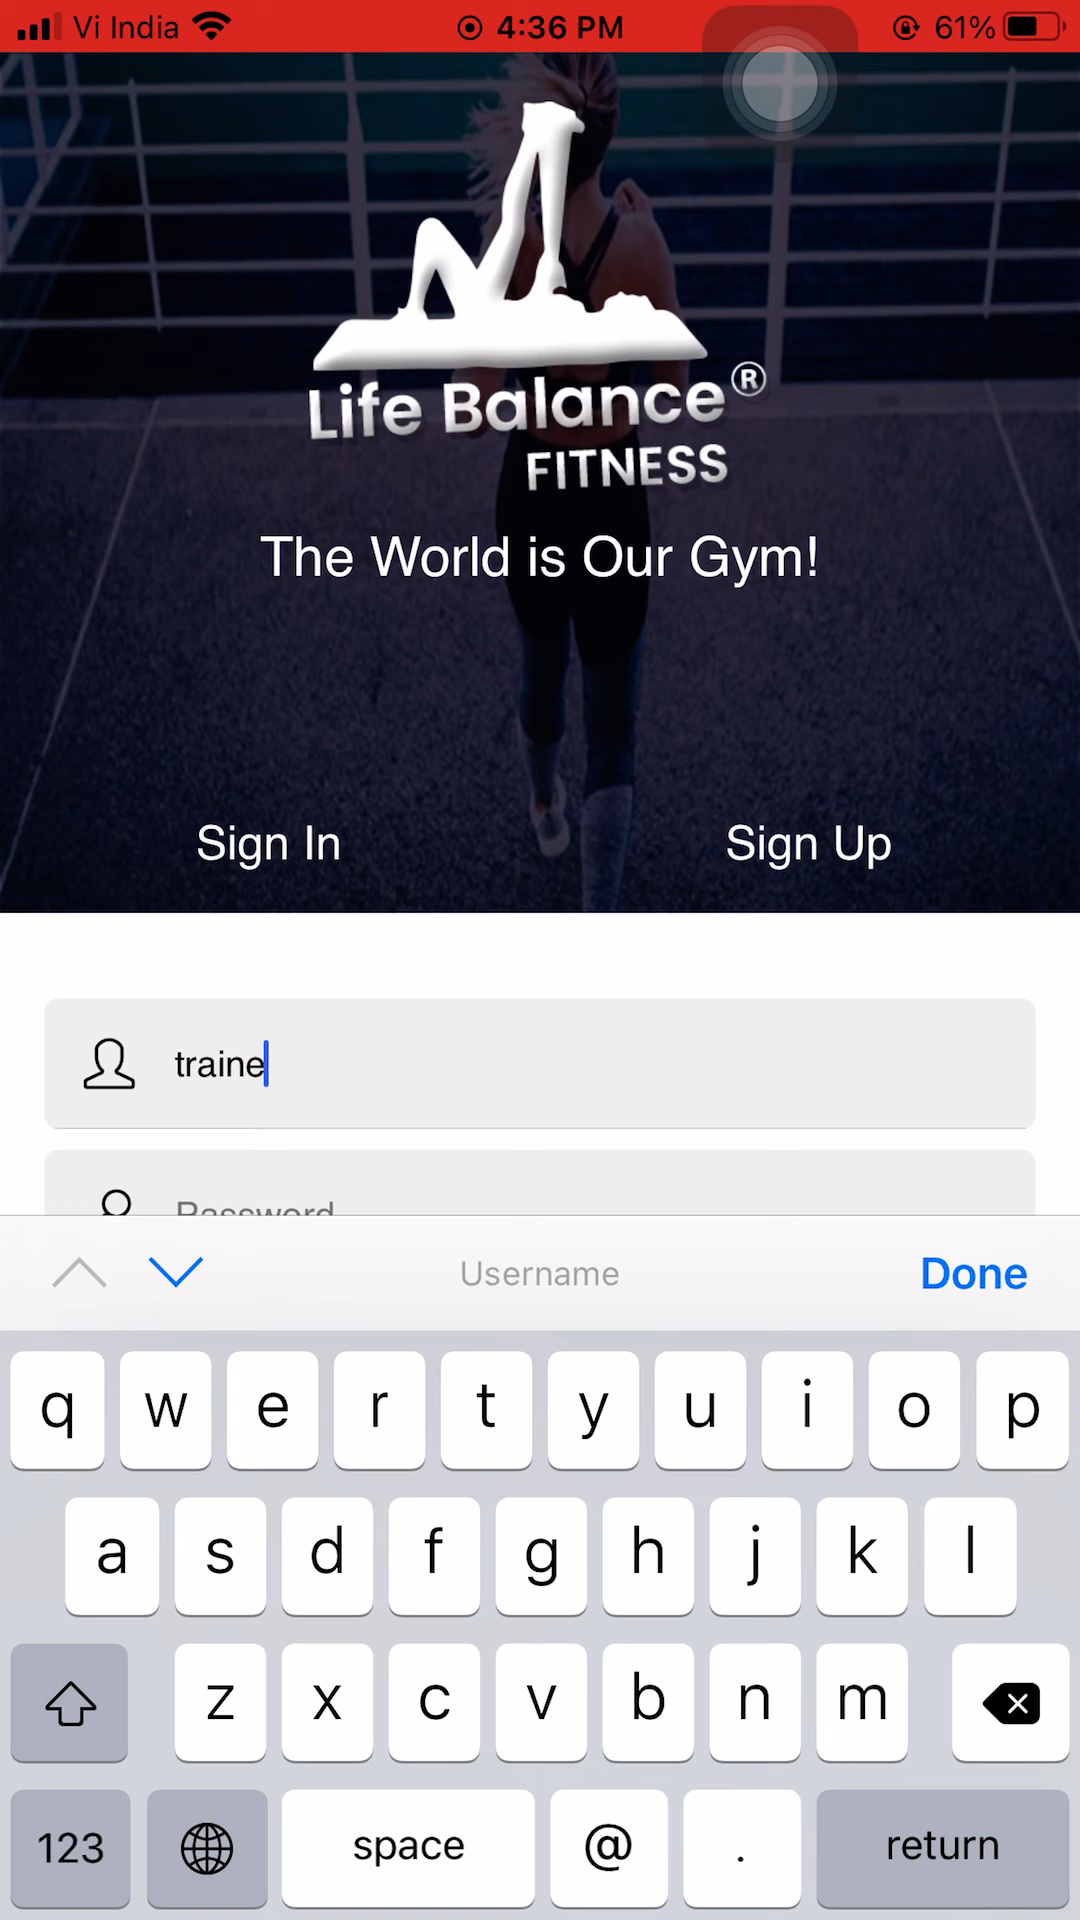 Vi India 4:36 PM 61%
Life Balance®
FITNESS
The World is Our Gym!
Sign In Sign Up
traine
Password
Username Done
q w e r t y u i o p
a s d f g h j k l
z x c v b n m
123 space @ . return